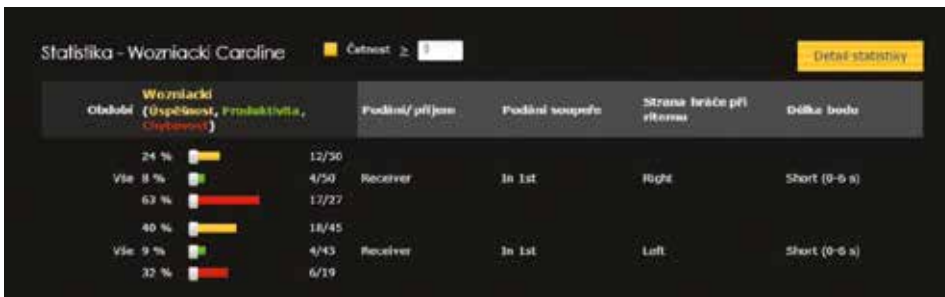 Statistika - Wozniacki Caroline
Četnost ≥
Detail statistiky
Období Wozniacki (Úspěšnost, Produktivita, Chybovost) Podání/příjem Podání soupeře Strana hráče při ritemu Délka bodu
24 % 12/50
Vše 8 % 4/50 Receiver In 1st Right Short (0-6 s)
63 % 17/27
40 % 18/45
Vše 9 % 4/45 Receiver In 1st Left Short (0-6 s)
32 % 6/19